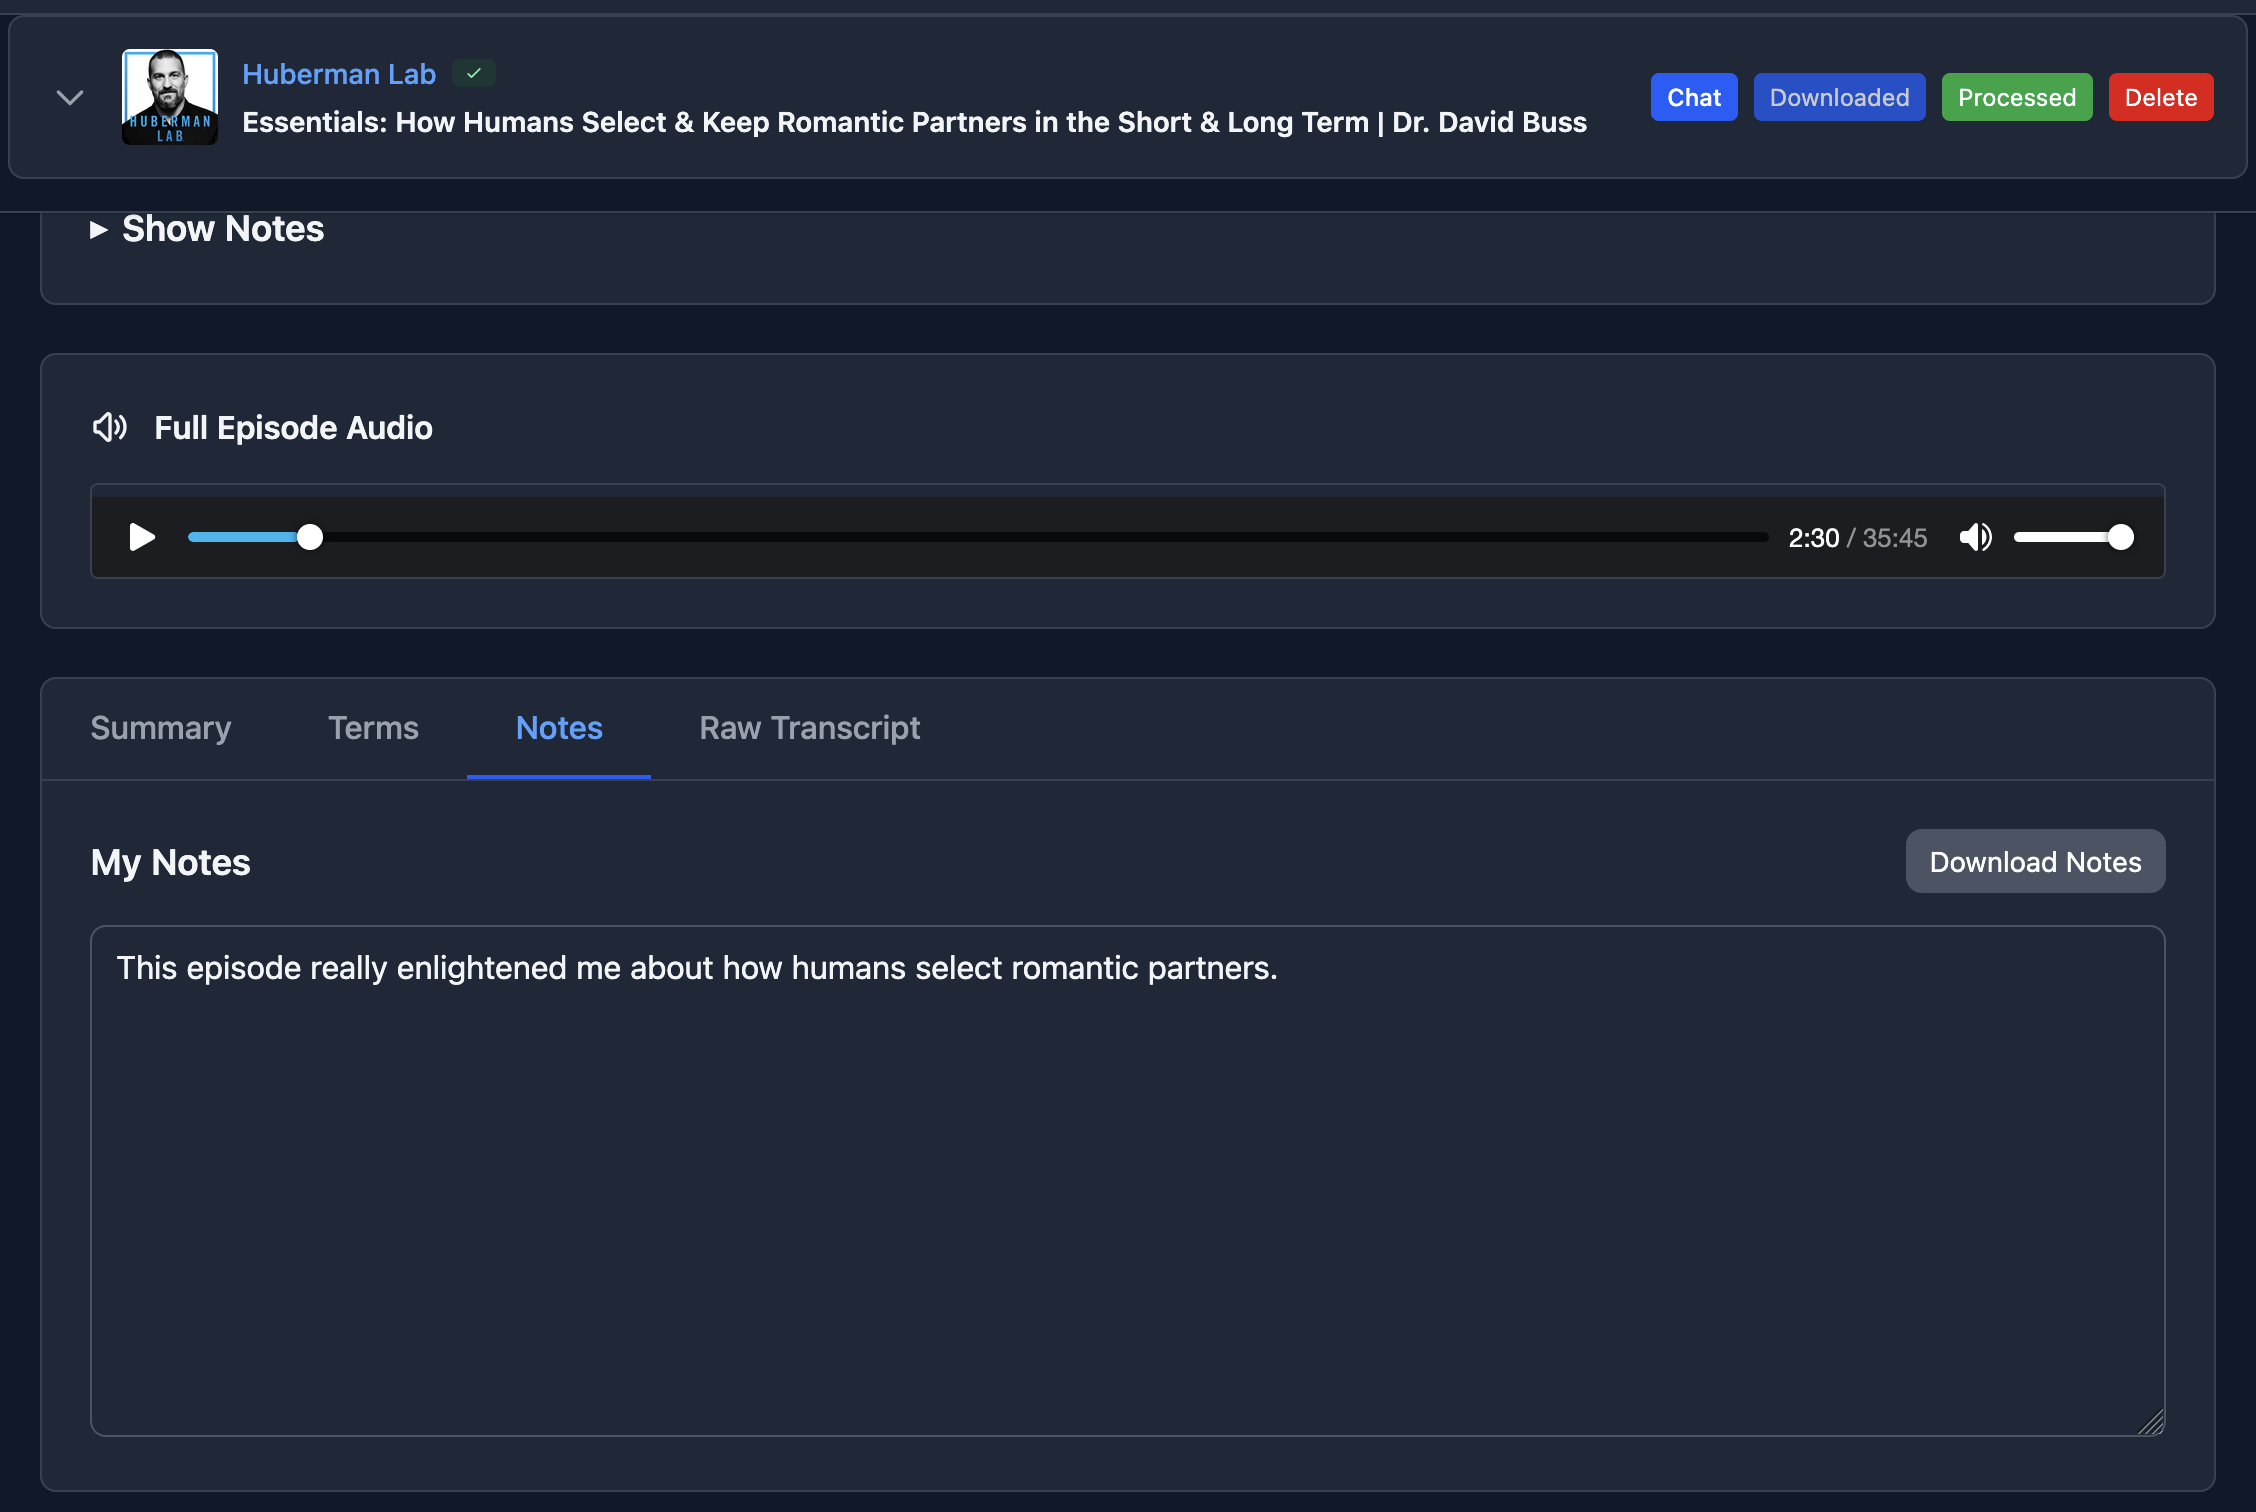 Huberman Lab
Essentials: How Humans Select & Keep Romantic Partners in the Short & Long Term | Dr. David Buss
Chat
Downloaded
Processed
Delete
HUBERMAN
LAB
Show Notes
Full Episode Audio
2:30 / 35:45
Summary
Terms
Notes
Raw Transcript
My Notes
Download Notes
This episode really enlightened me about how humans select romantic partners.